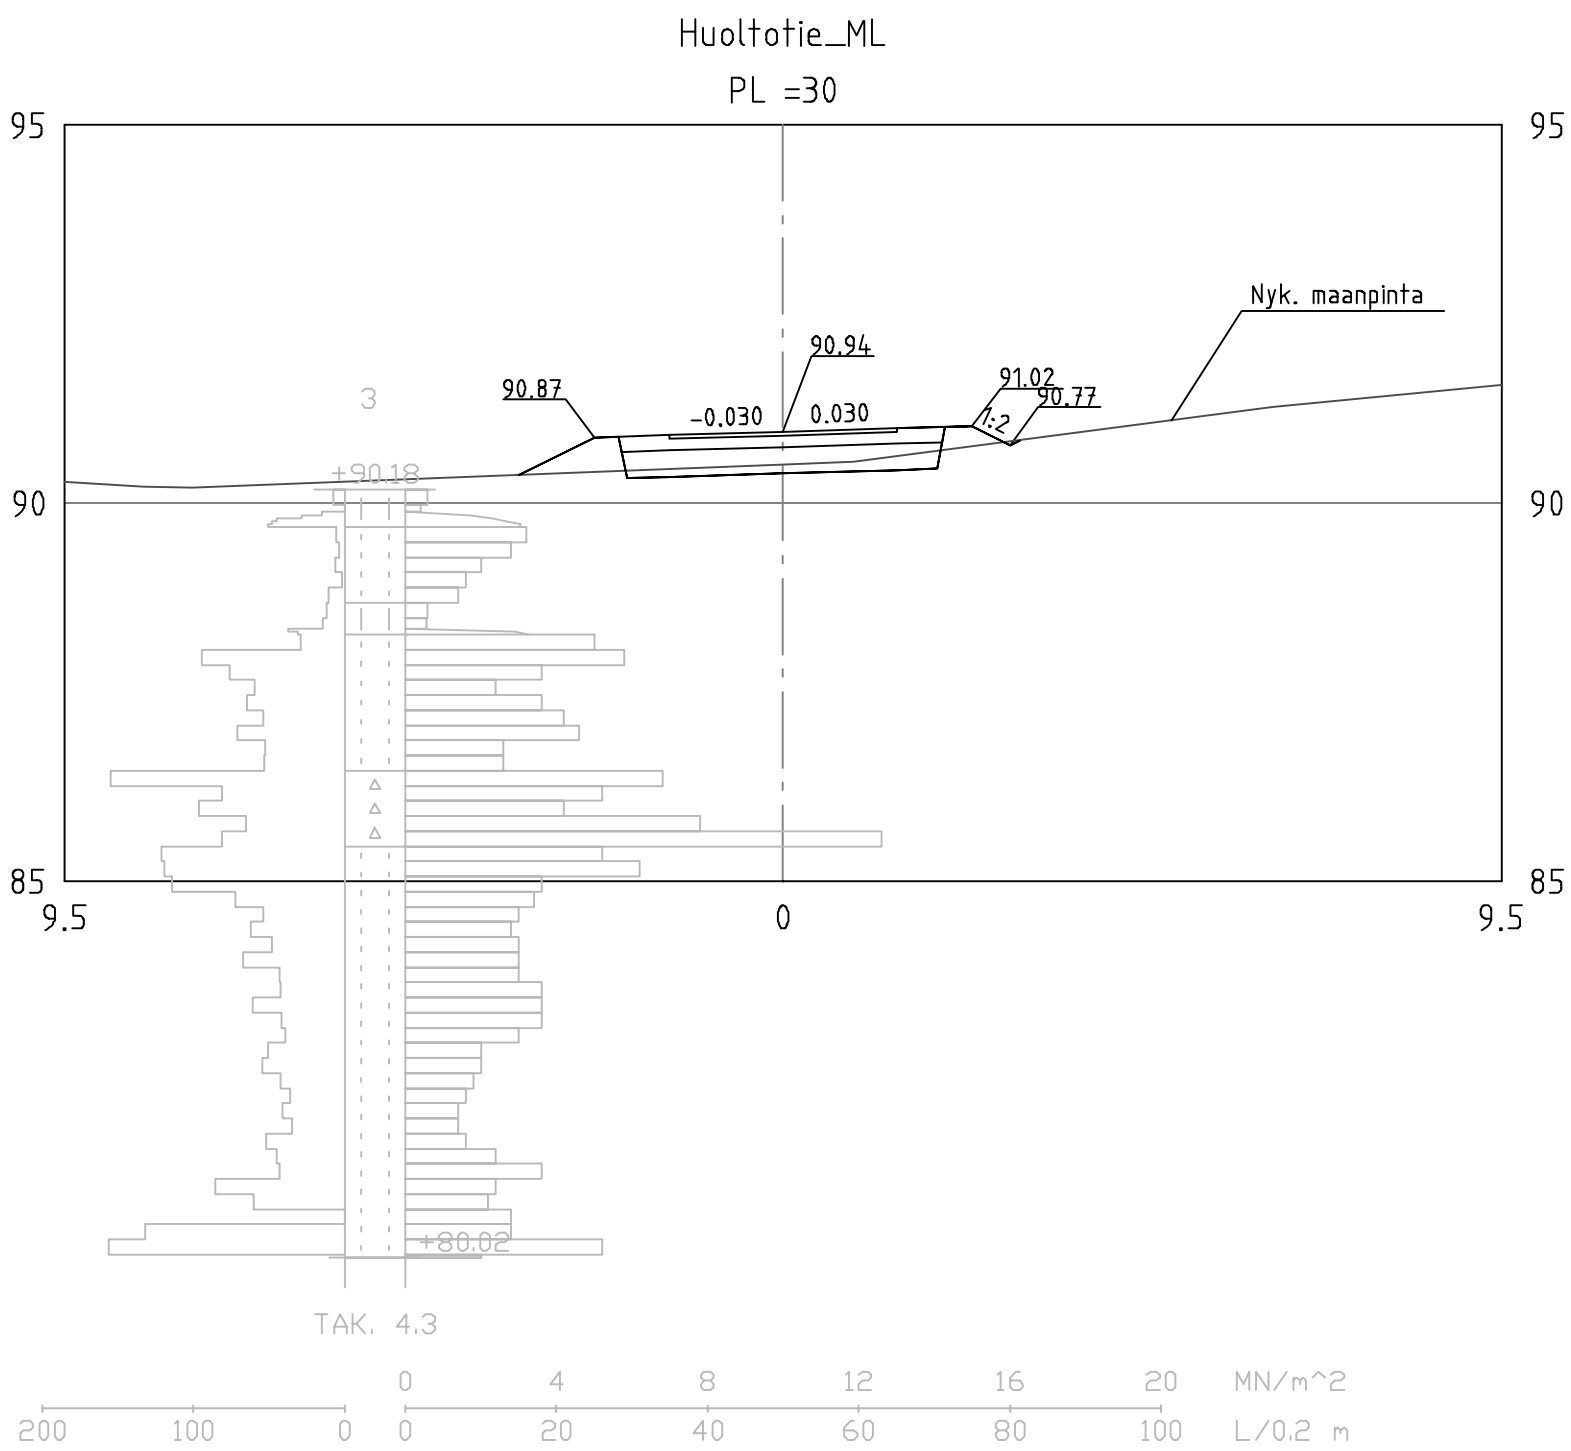 Huoltotie_ML
PL =30
95 95
Nyk. maanpinta
90.94
91.02
90.87 90.77
3
-0.030 0.030 1:2
+90.18
90 90
85 85
9.5 0 9.5
+80.02
TAK. 4.3
0 4 8 12 16 20 MN/m^2
200 100 0 0 20 40 60 80 100 L/0.2 m